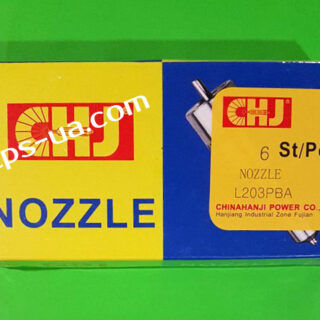 CHJ
NOZZLE
CHJ
6 St/Pc
NOZZLE
L203PBA
CHINAHANJI POWER CO.,
Hanjiang Industrial Zone Fujian
ps-ua.com